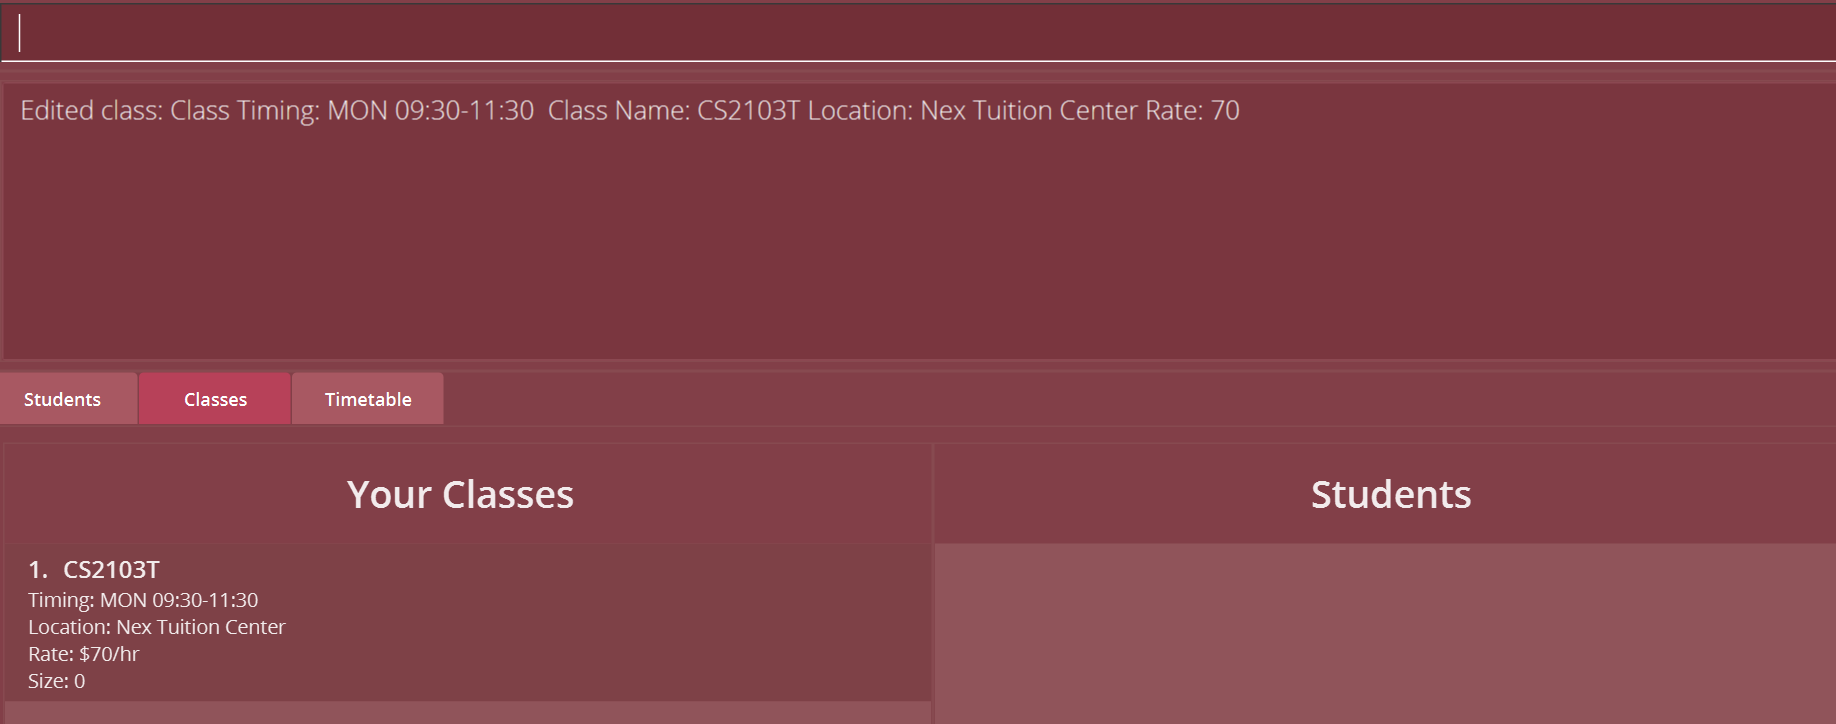 Edited class: Class Timing: MON 09:30-11:30  Class Name: CS2103T Location: Nex Tuition Center Rate: 70
Students
Classes
Timetable
Your Classes
Students
1. CS2103T
Timing: MON 09:30-11:30
Location: Nex Tuition Center
Rate: $70/hr
Size: 0